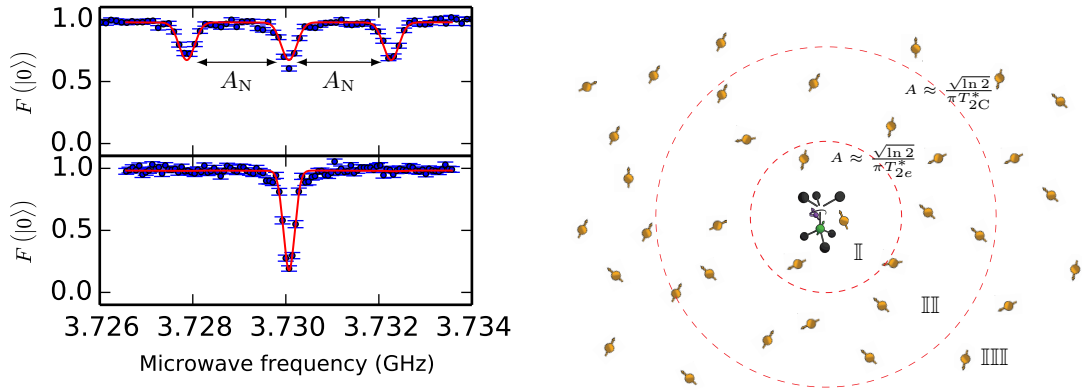 1.0
0.5
0.0
F(|0⟩)
A_N
A_N
1.0
0.5
0.0
F(|0⟩)
3.726
3.728
3.730
3.732
3.734
Microwave frequency (GHz)
A ≈ √ln 2 / πT*_2C
A ≈ √ln 2 / πT*_2e
𝕀
𝕀𝕀
𝕀𝕀𝕀